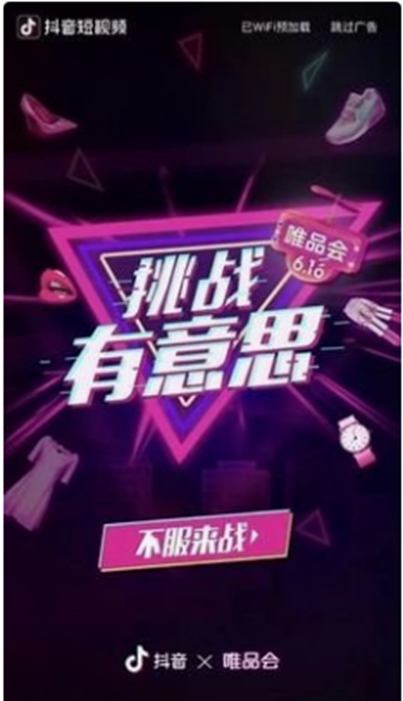 抖音短视频
已WiFi预加载 跳过广告
唯品会
6.16
挑战
有意思
不服来战
抖音 × 唯品会